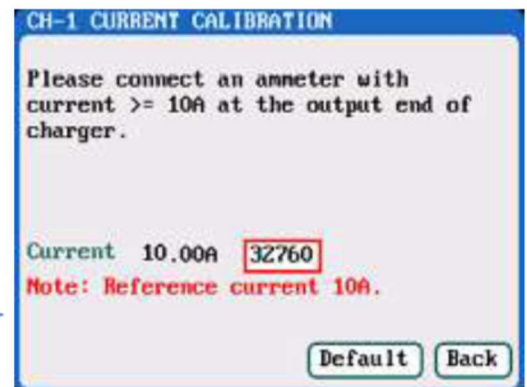 CH-1 CURRENT CALIBRATION
Please connect an ammeter with
current >= 10A at the output end of
charger.
Current 10.00A 32760
Note: Reference current 10A.
Default Back